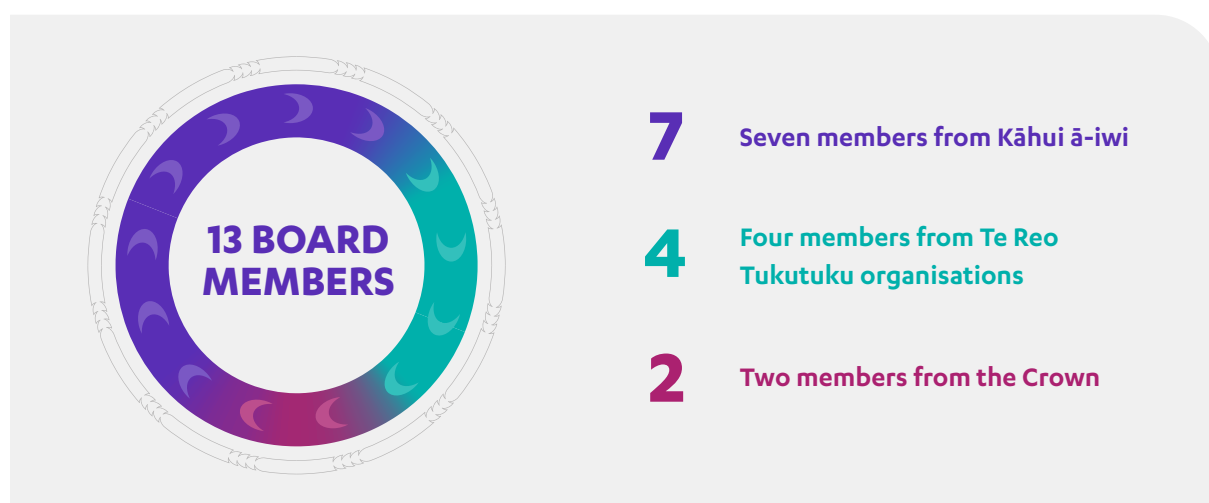 13 BOARD
MEMBERS
7
Seven members from Kāhui ā-iwi
4
Four members from Te Reo
Tukutuku organisations
2
Two members from the Crown